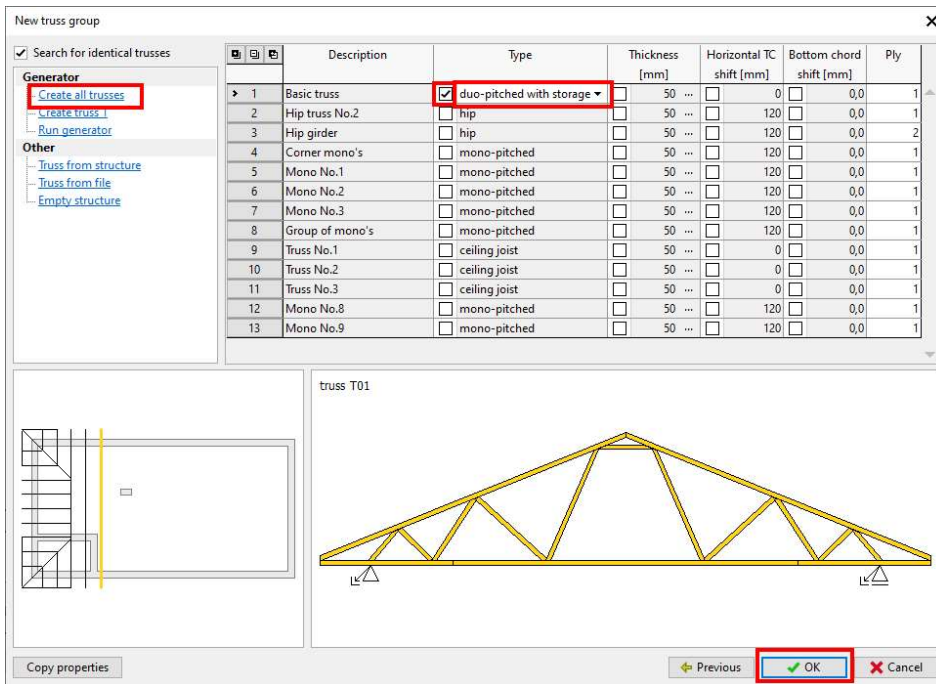 New truss group
Search for identical trusses
Generator
Create all trusses
Create truss 1
Run generator
Other
Truss from structure
Truss from file
Empty structure
Description Type Thickness [mm] Horizontal TC shift [mm] Bottom chord shift [mm] Ply
1 Basic truss duo-pitched with storage 50 ... 0 0,0 1
2 Hip truss No.2 hip 50 ... 120 0,0 1
3 Hip girder hip 50 ... 120 0,0 2
4 Corner mono's mono-pitched 50 ... 120 0,0 1
5 Mono No.1 mono-pitched 50 ... 120 0,0 1
6 Mono No.2 mono-pitched 50 ... 120 0,0 1
7 Mono No.3 mono-pitched 50 ... 120 0,0 1
8 Group of mono's mono-pitched 50 ... 120 0,0 1
9 Truss No.1 ceiling joist 50 ... 0 0,0 1
10 Truss No.2 ceiling joist 50 ... 0 0,0 1
11 Truss No.3 ceiling joist 50 ... 0 0,0 1
12 Mono No.8 mono-pitched 50 ... 120 0,0 1
13 Mono No.9 mono-pitched 50 ... 120 0,0 1
truss T01
Copy properties Previous OK Cancel